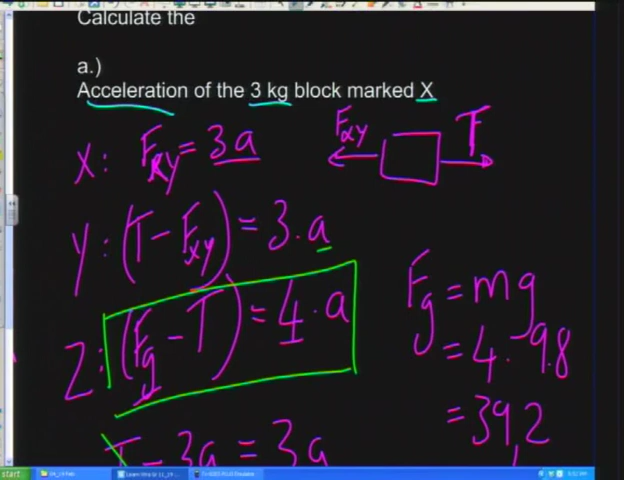 Calculate the
a.)
Acceleration of the 3 kg block marked X
Fxy T
X: Fxy = 3a
y: (T - Fxy) = 3.a
Fg = mg
Z: (Fg - T) = 4.a
= 4.9.8
= 39,2
T - 3a = 3a
start